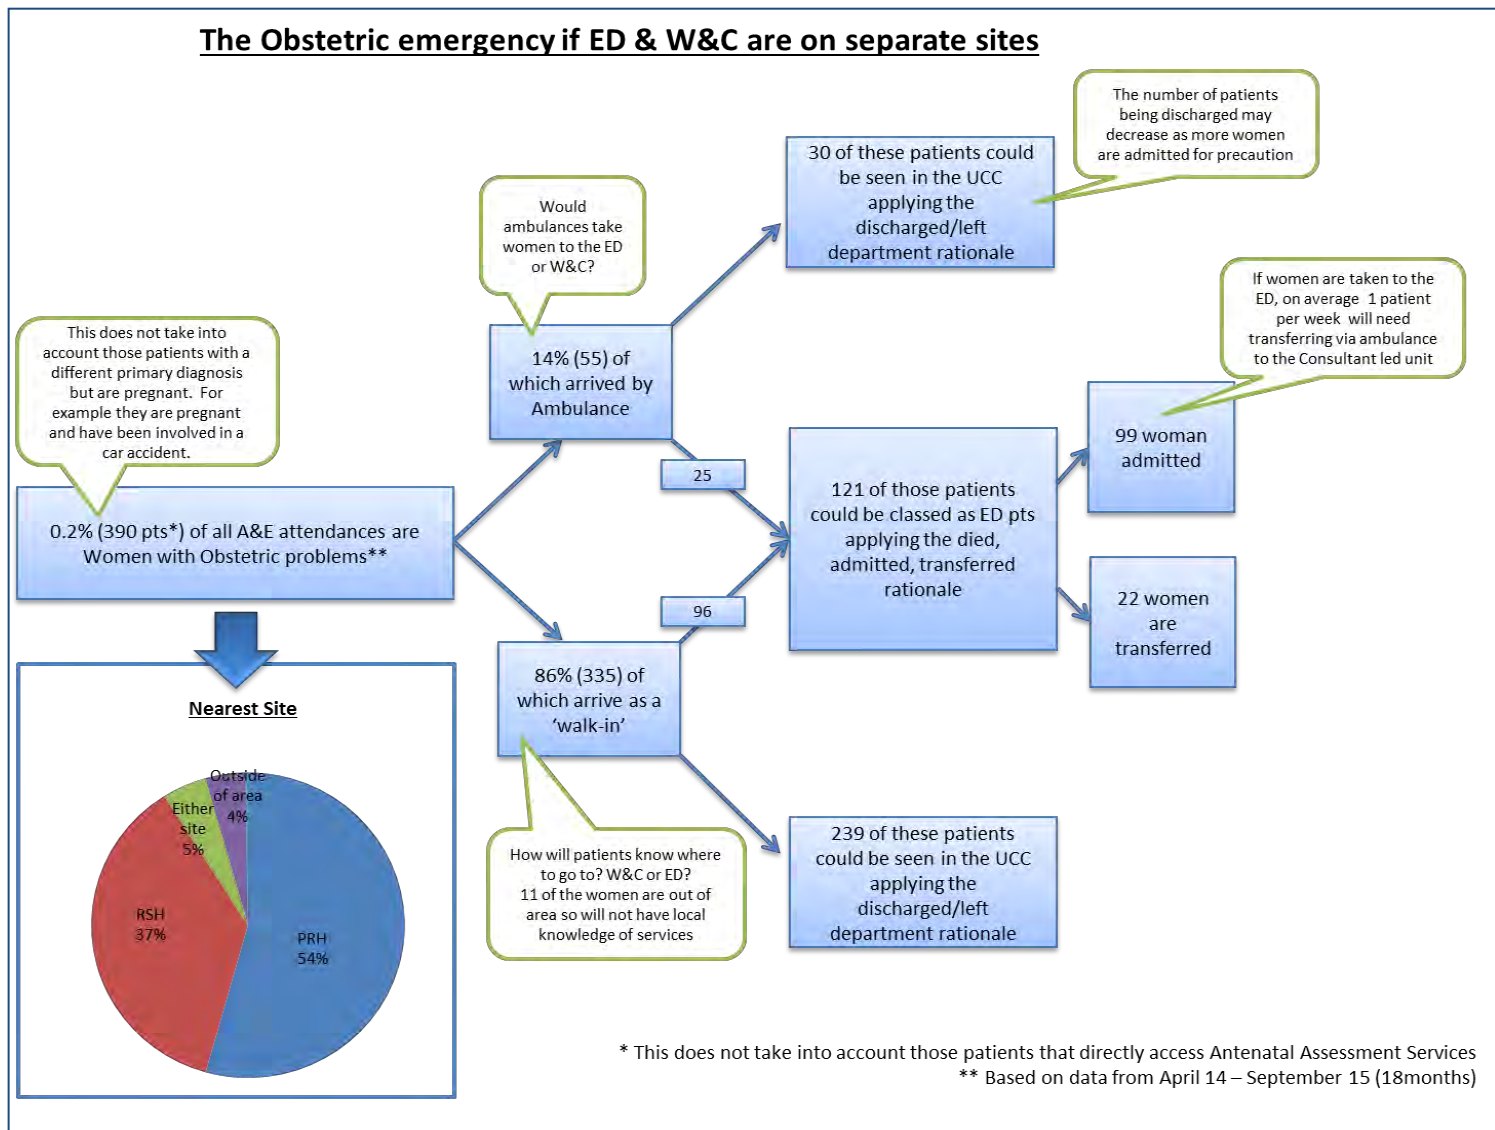 The Obstetric emergency if ED & W&C are on separate sites
The number of patients
being discharged may
decrease as more women
are admitted for precaution
30 of these patients could
be seen in the UCC
applying the
discharged/left
department rationale
Would
ambulances take
women to the ED
or W&C?
If women are taken to the
ED, on average 1 patient
per week will need
transferring via ambulance
to the Consultant led unit
This does not take into
account those patients with a
different primary diagnosis
but are pregnant. For
example they are pregnant
and have been involved in a
car accident.
14% (55) of
which arrived by
Ambulance
99 woman
admitted
25
121 of those patients
could be classed as ED pts
applying the died,
admitted, transferred
rationale
0.2% (390 pts*) of all A&E attendances are
Women with Obstetric problems**
96
22 women
are
transferred
86% (335) of
which arrive as a
‘walk-in’
Nearest Site
Outside
of area
4%
Either
site
5%
RSH
37%
PRH
54%
How will patients know where
to go to? W&C or ED?
11 of the women are out of
area so will not have local
knowledge of services
239 of these patients
could be seen in the UCC
applying the
discharged/left
department rationale
* This does not take into account those patients that directly access Antenatal Assessment Services
** Based on data from April 14 – September 15 (18months)